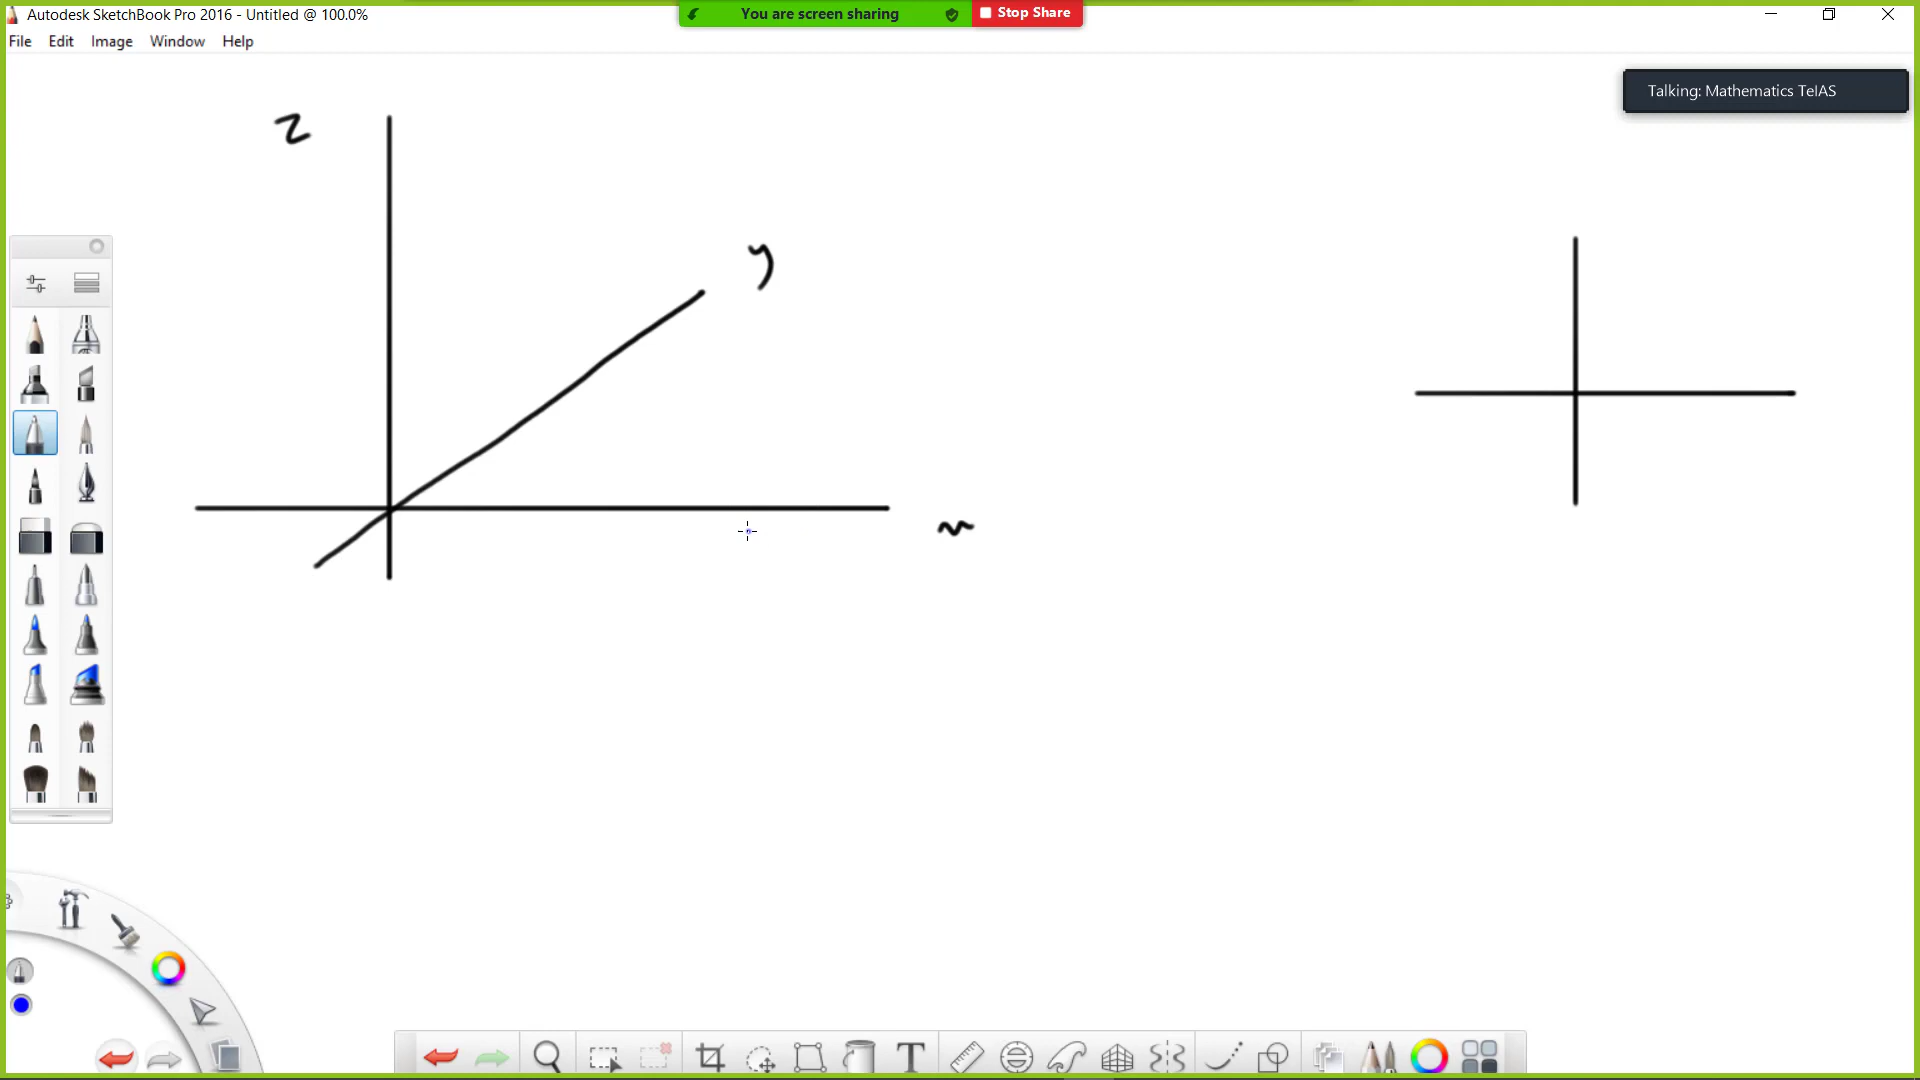 Autodesk SketchBook Pro 2016 - Untitled @ 100.0%
You are screen sharing
Stop Share
File Edit Image Window Help
Talking: Mathematics TeIAS
z
y
T